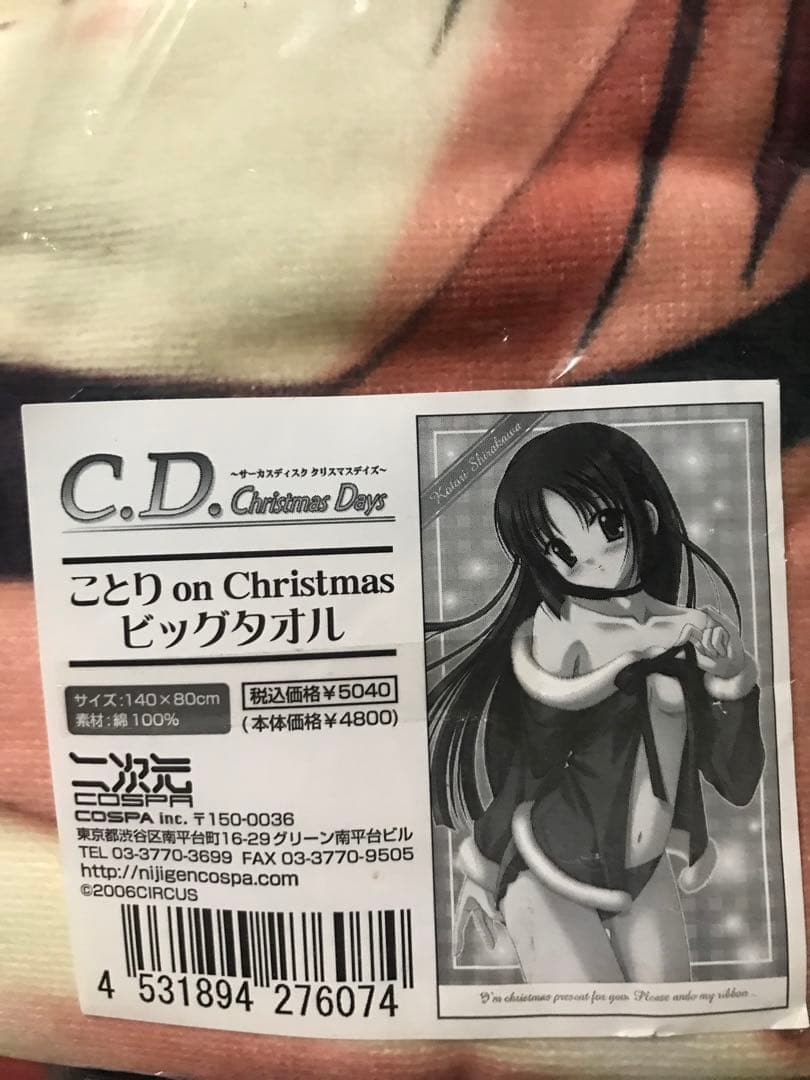 C.D.
～サーカスディスク クリスマスデイズ～
Christmas Days
ことり on Christmas
ビッグタオル
サイズ:140×80cm
素材:綿100%
税込価格￥5040
(本体価格￥4800)
二次元
COSPA
COSPA inc. 〒150-0036
東京都渋谷区南平台町16-29グリーン南平台ビル
TEL 03-3770-3699 FAX 03-3770-9505
http://nijigencospa.com
©2006CIRCUS
4 531894 276074
Kotori Shirakawa
I'm christmas present for you. Please undo my ribbon...